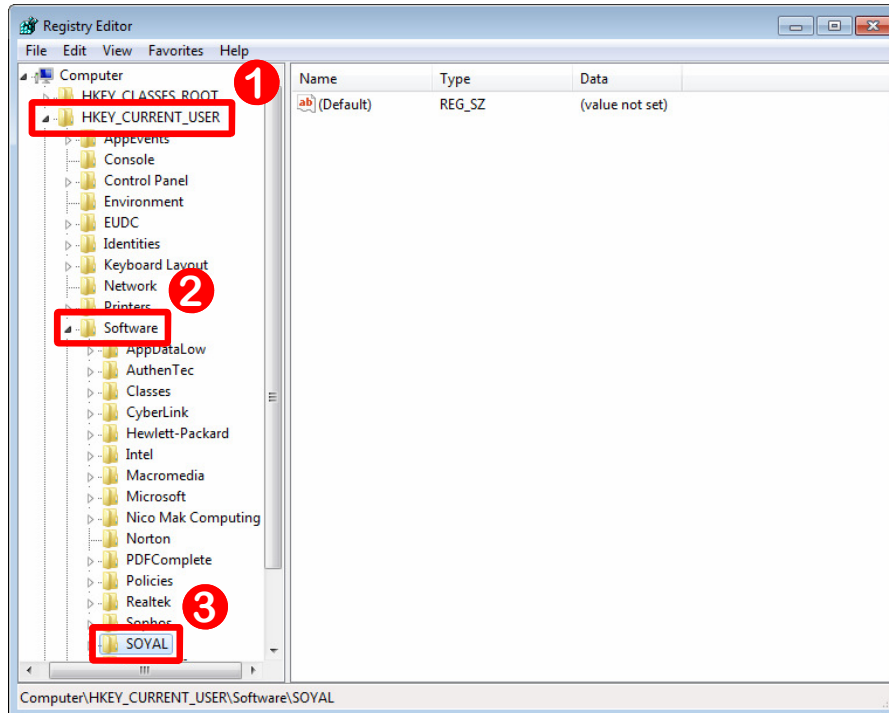 Registry Editor
File Edit View Favorites Help
Computer
Name Type Data
1
HKEY_CLASSES_ROOT
ab (Default) REG_SZ (value not set)
HKEY_CURRENT_USER
AppEvents
Console
Control Panel
Environment
EUDC
Identities
Keyboard Layout
Network
2
Printers
Software
AppDataLow
AuthenTec
Classes
CyberLink
Hewlett-Packard
Intel
Macromedia
Microsoft
Nico Mak Computing
Norton
PDFComplete
Policies
Realtek
3
Sophos
SOYAL
Computer\HKEY_CURRENT_USER\Software\SOYAL